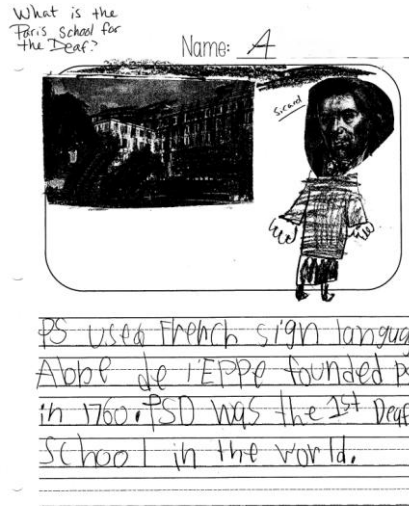 What is the
Paris School for
the Deaf?
Name: A
Sicard
PS used French sign languag
Abbe de l'EPPe founded
in 1760. PSD was the 1st Deaf
School in the world.